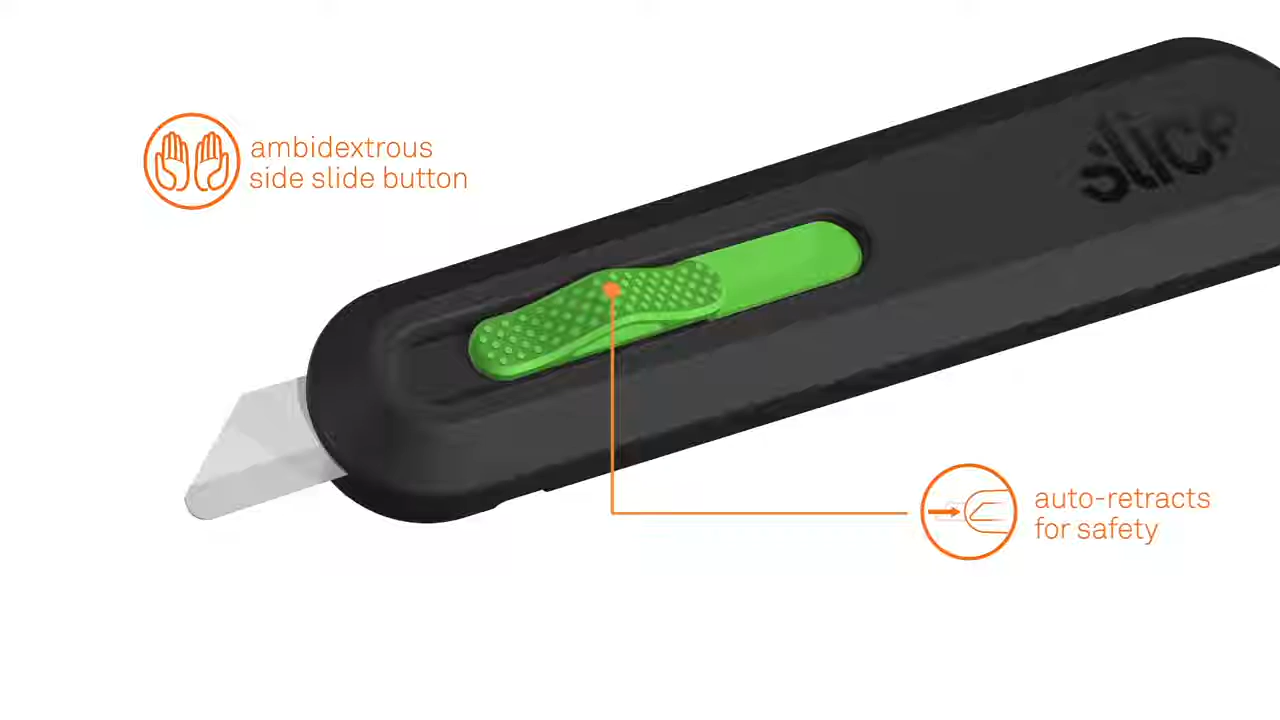 ambidextrous
side slide button
slice
auto-retracts
for safety